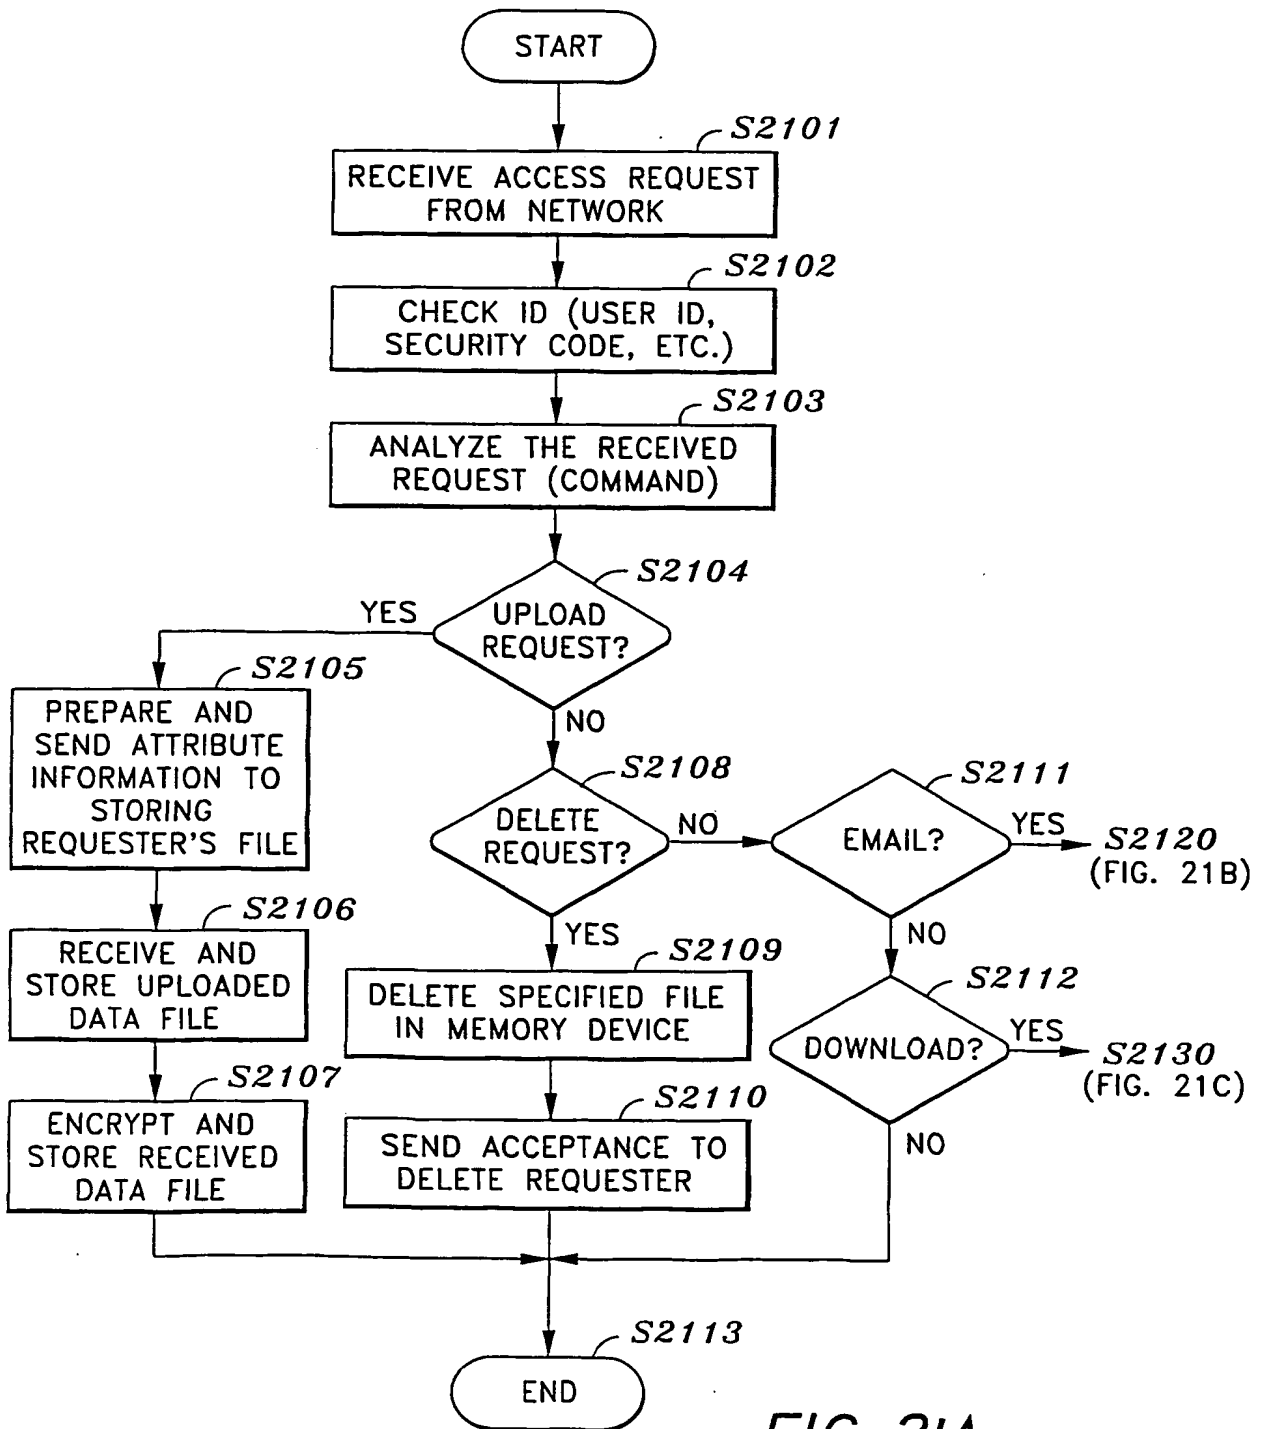 START
S2101
RECEIVE ACCESS REQUEST
FROM NETWORK
S2102
CHECK ID (USER ID,
SECURITY CODE, ETC.)
S2103
ANALYZE THE RECEIVED
REQUEST (COMMAND)
S2104
UPLOAD
REQUEST?
YES
NO
S2105
PREPARE AND
SEND ATTRIBUTE
INFORMATION TO
STORING
REQUESTER'S FILE
S2106
RECEIVE AND
STORE UPLOADED
DATA FILE
S2107
ENCRYPT AND
STORE RECEIVED
DATA FILE
S2108
DELETE
REQUEST?
NO
YES
S2109
DELETE SPECIFIED FILE
IN MEMORY DEVICE
S2110
SEND ACCEPTANCE TO
DELETE REQUESTER
S2111
EMAIL?
YES
S2120
(FIG. 21B)
NO
S2112
DOWNLOAD?
YES
S2130
(FIG. 21C)
NO
S2113
END
FIG. 21A